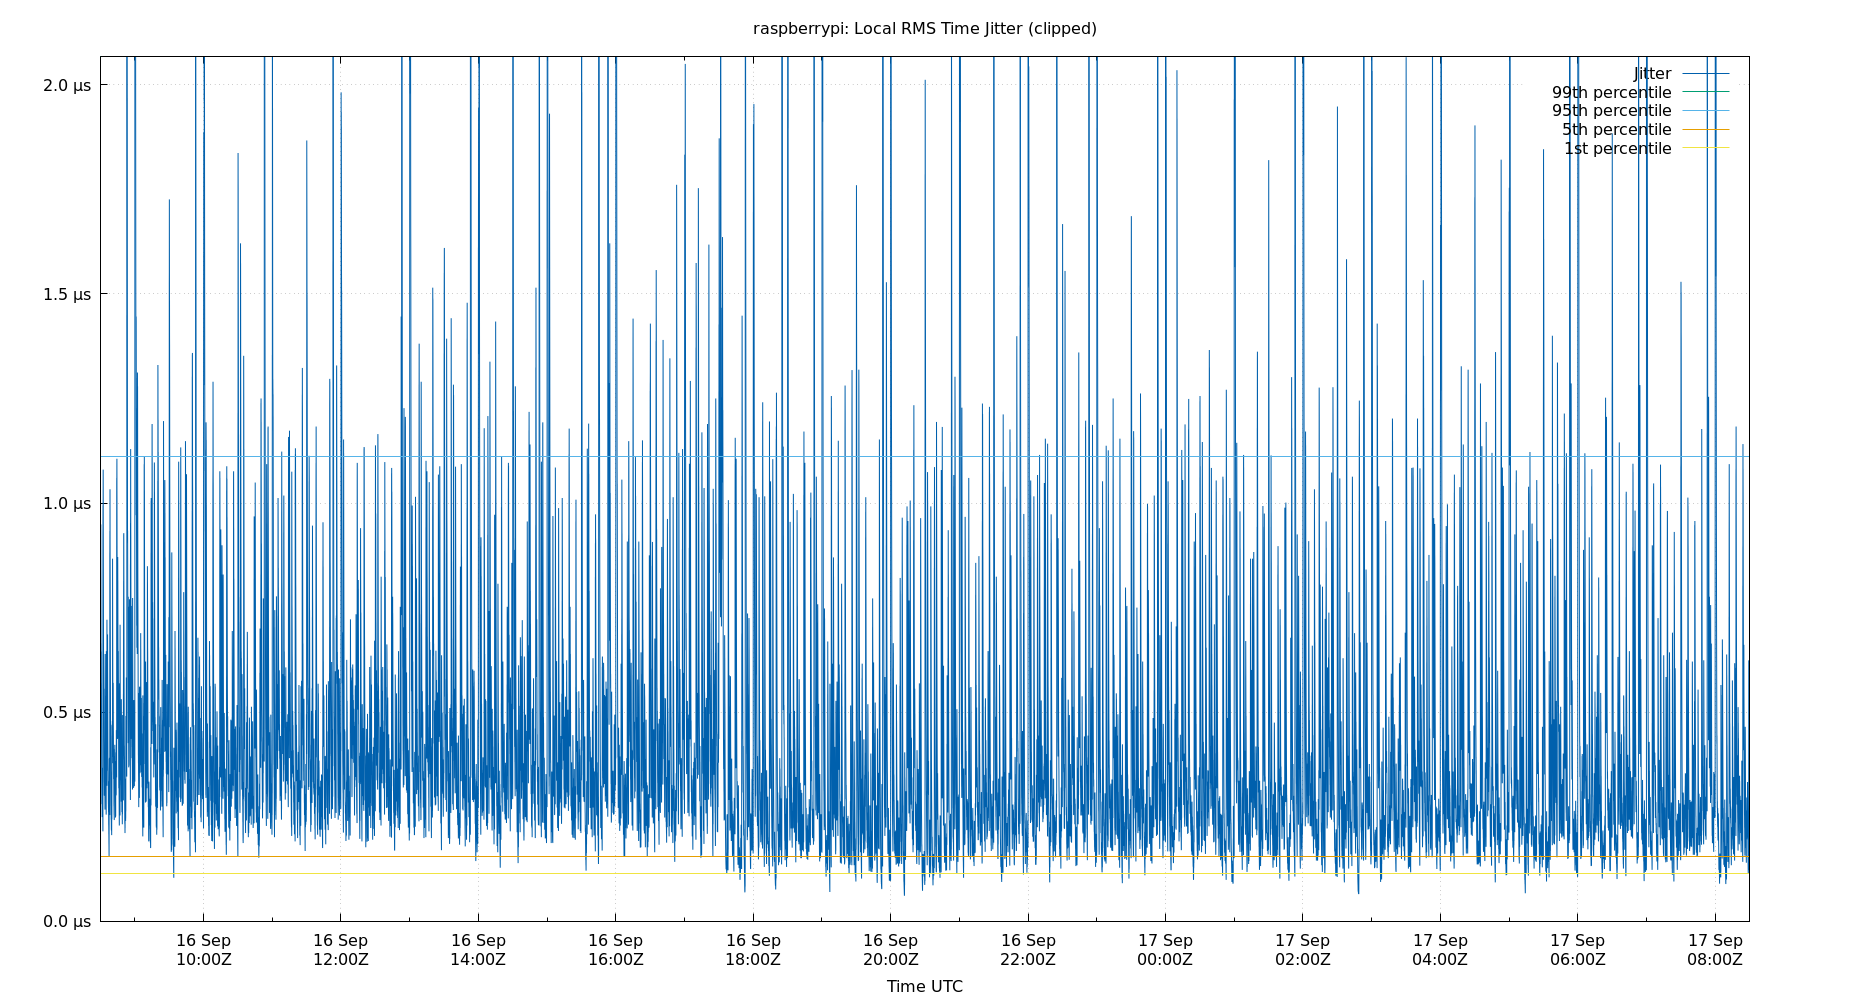 raspberrypi: Local RMS Time Jitter (clipped)
2.0 µs
1.5 µs
1.0 µs
0.5 µs
0.0 µs
Jitter
99th percentile
95th percentile
5th percentile
1st percentile
16 Sep
10:00Z
16 Sep
12:00Z
16 Sep
14:00Z
16 Sep
16:00Z
16 Sep
18:00Z
16 Sep
20:00Z
16 Sep
22:00Z
17 Sep
00:00Z
17 Sep
02:00Z
17 Sep
04:00Z
17 Sep
06:00Z
17 Sep
08:00Z
Time UTC